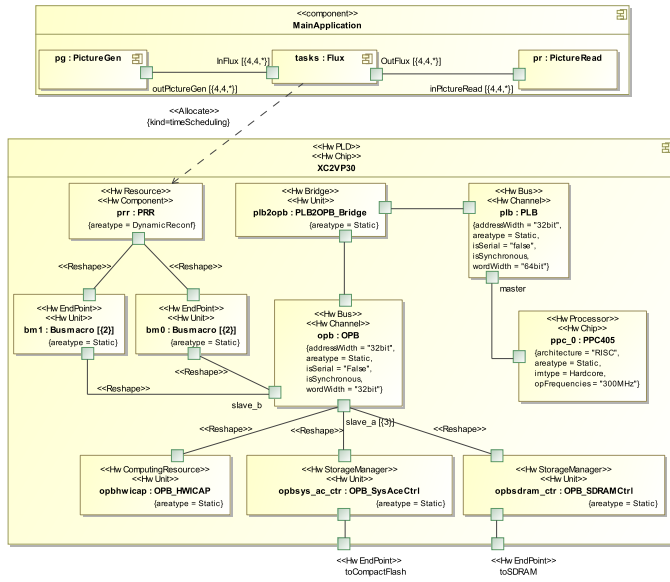 <<component>>
MainApplication
pg : PictureGen
InFlux [{4,4,*}]
tasks : Flux
OutFlux [{4,4,*}]
pr : PictureRead
outPictureGen [{4,4,*}]
inPictureRead [{4,4,*}]
<<Allocate>>
{kind=timeScheduling}
<<Hw PLD>>
<<Hw Chip>>
XC2VP30
<<Hw Resource>>
<<Hw Component>>
prr : PRR
{areatype = DynamicReconf}
<<Hw Bridge>>
<<Hw Unit>>
plb2opb : PLB2OPB_Bridge
{areatype = Static}
<<Hw Bus>>
<<Hw Channel>>
plb : PLB
{addressWidth = "32bit",
areatype = Static,
isSerial = "false",
isSynchronous,
wordWidth = "64bit"}
master
<<Reshape>>
<<Reshape>>
<<Hw EndPoint>>
<<Hw Unit>>
bm1 : Busmacro [{2}]
{areatype = Static}
<<Hw EndPoint>>
<<Hw Unit>>
bm0 : Busmacro [{2}]
{areatype = Static}
<<Hw Bus>>
<<Hw Channel>>
opb : OPB
{addressWidth = "32bit",
areatype = Static,
isSerial = "False",
isSynchronous,
wordWidth = "32bit"}
<<Hw Processor>>
<<Hw Chip>>
ppc_0 : PPC405
{architecture = "RISC",
areatype = Static,
imtype = Hardcore,
opFrequencies = "300MHz"}
<<Reshape>>
<<Reshape>>
slave_b
slave_a [{3}]
<<Reshape>>
<<Reshape>>
<<Reshape>>
<<Hw ComputingResource>>
<<Hw Unit>>
opbhwicap : OPB_HWICAP
{areatype = Static}
<<Hw StorageManager>>
<<Hw Unit>>
opbsys_ac_ctr : OPB_SysAceCtrl
{areatype = Static}
<<Hw StorageManager>>
<<Hw Unit>>
opbsdram_ctr : OPB_SDRAMCtrl
{areatype = Static}
<<Hw EndPoint>>
toCompactFlash
<<Hw EndPoint>>
toSDRAM